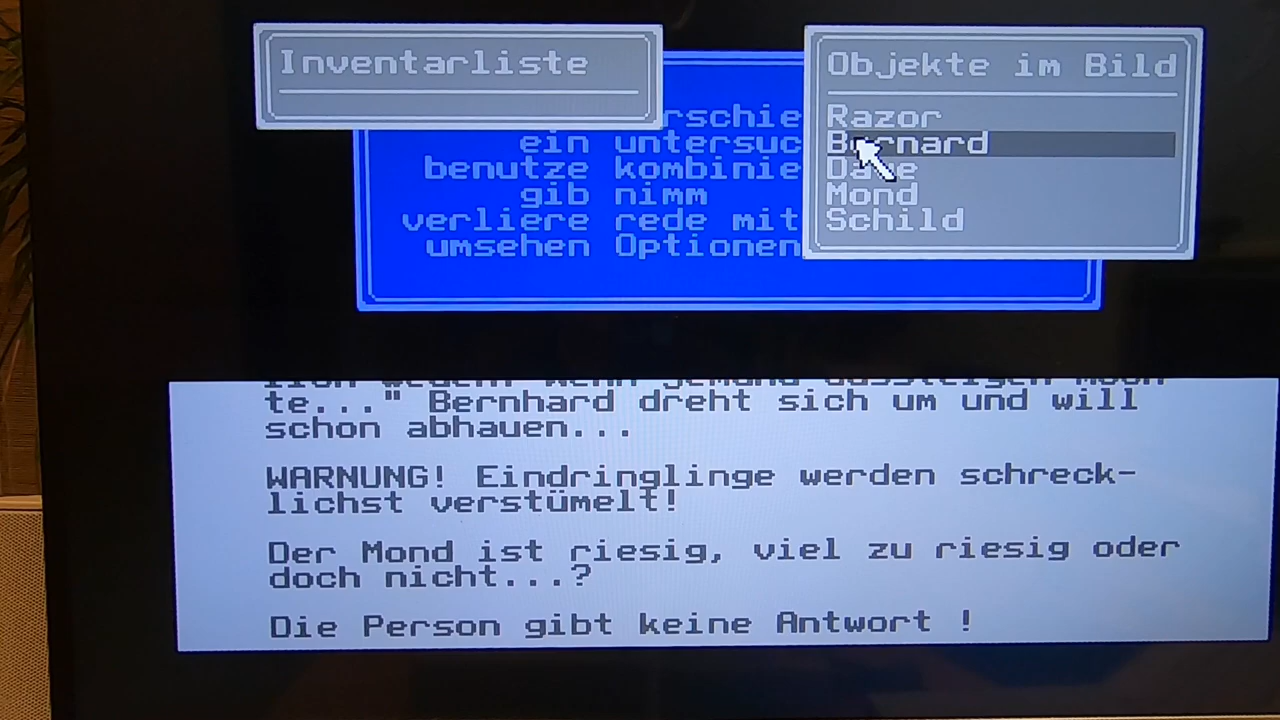 Inventarliste
Objekte im Bild
Razor
Bernard
Mond
Schild
rschie
ein untersuc
benutze kombinie
gib nimm
verliere rede mit
umsehen Optionen
te..." Bernhard dreht sich um und will
schon abhauen...
WARNUNG! Eindringlinge werden schreck-
lichst verstümelt!
Der Mond ist riesig, viel zu riesig oder
doch nicht...?
Die Person gibt keine Antwort !